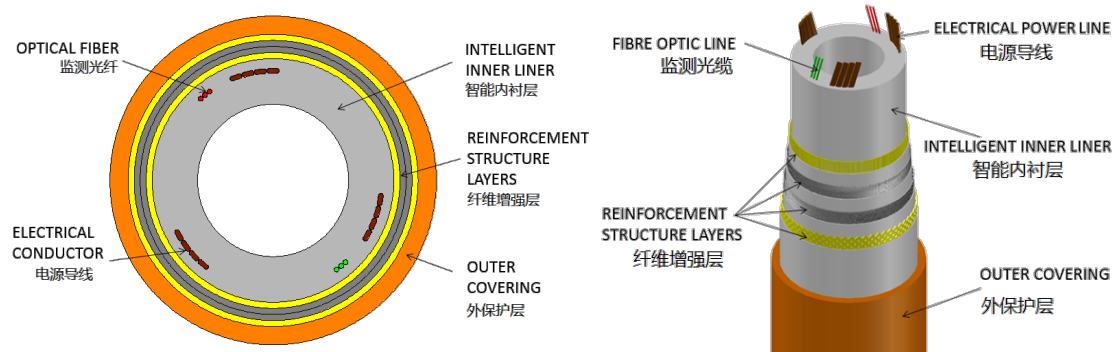 OPTICAL FIBER
监测光纤
INTELLIGENT
INNER LINER
智能内衬层
REINFORCEMENT
STRUCTURE
LAYERS
纤维增强层
ELECTRICAL
CONDUCTOR
电源导线
OUTER
COVERING
外保护层
FIBRE OPTIC LINE
监测光缆
ELECTRICAL POWER LINE
电源导线
INTELLIGENT INNER LINER
智能内衬层
REINFORCEMENT
STRUCTURE LAYERS
纤维增强层
OUTER COVERING
外保护层